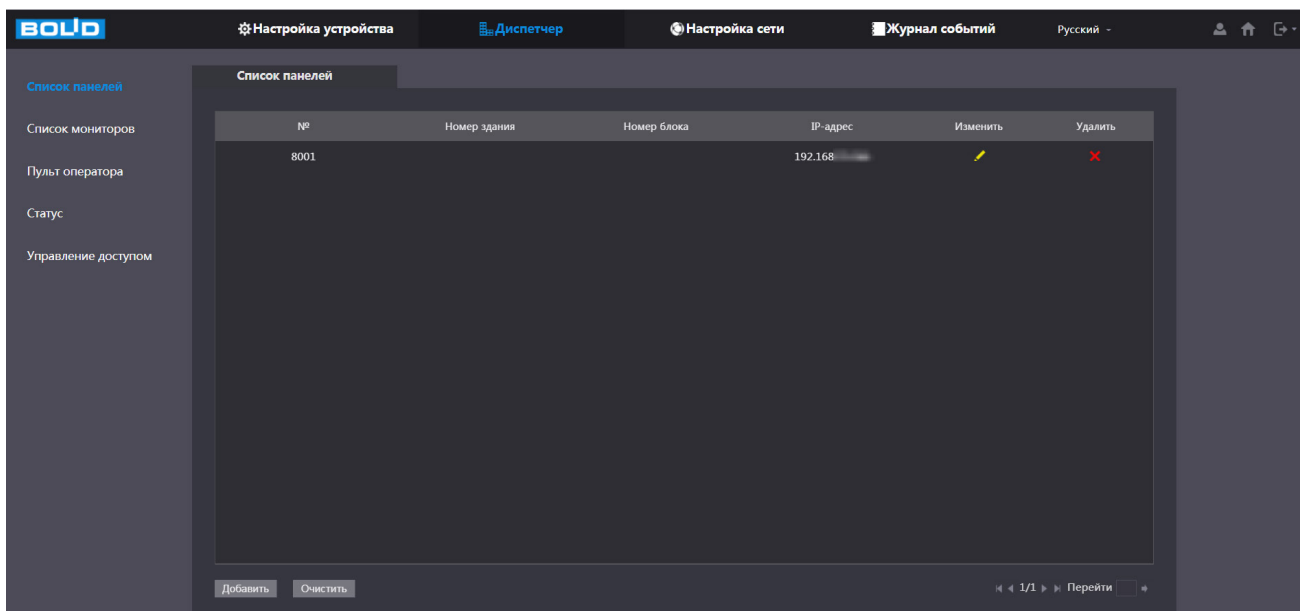 BOLID Настройка устройства Диспетчер Настройка сети Журнал событий Русский
Список панелей
Список мониторов
Пульт оператора
Статус
Управление доступом
Список панелей
№ Номер здания Номер блока IP-адрес Изменить Удалить
8001 192.168
Добавить Очистить 1/1 Перейти